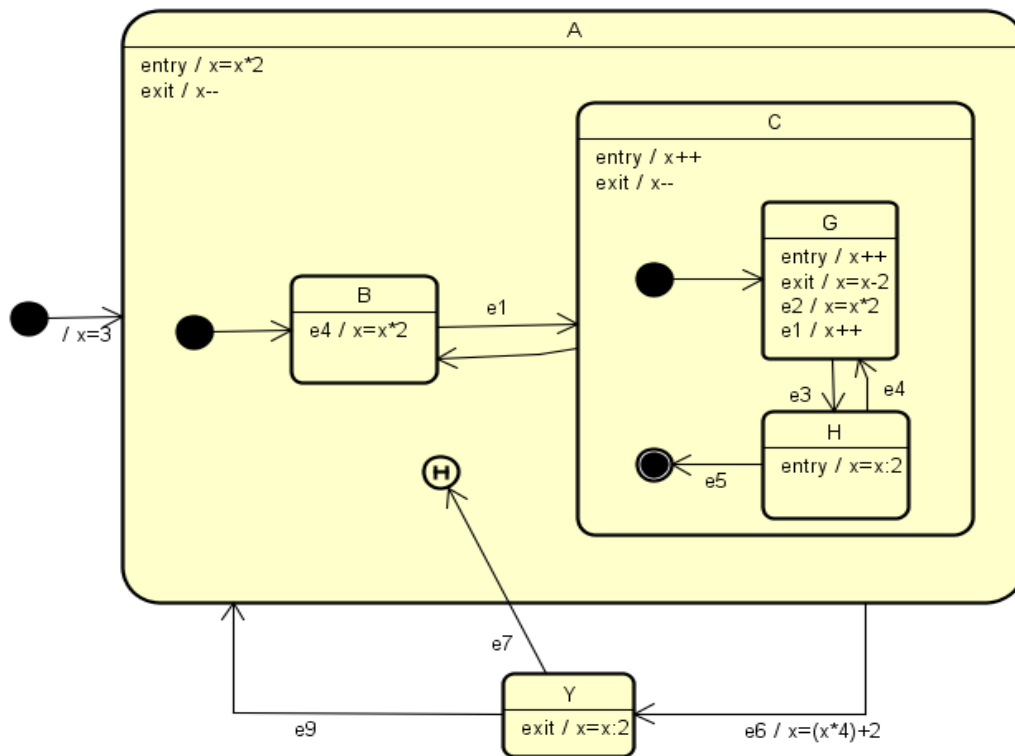 A
entry / x=x*2
exit / x--
C
entry / x++
exit / x--
G
entry / x++
exit / x=x-2
e2 / x=x*2
e1 / x++
B
e4 / x=x*2
e1
/ x=3
e3
e4
H
entry / x=x:2
e5
H
e7
Y
exit / x=x:2
e9
e6 / x=(x*4)+2